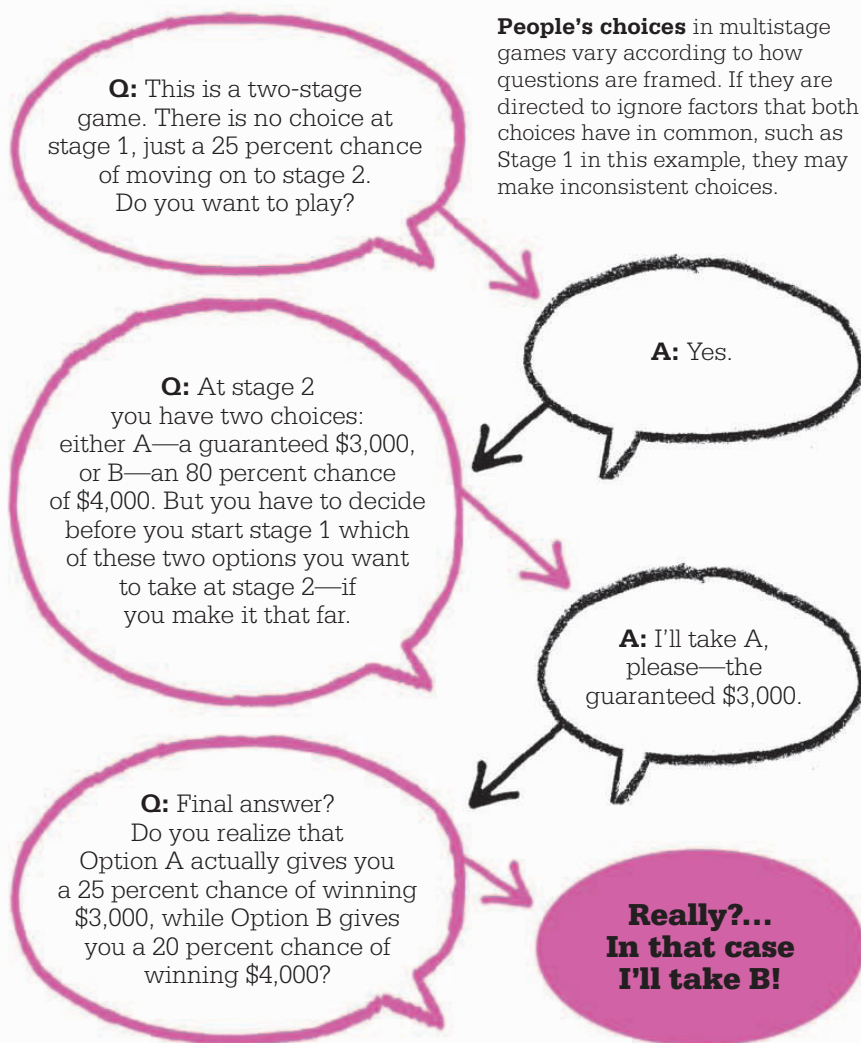 Q: This is a two-stage
game. There is no choice at
stage 1, just a 25 percent chance
of moving on to stage 2.
Do you want to play?
People's choices in multistage
games vary according to how
questions are framed. If they are
directed to ignore factors that both
choices have in common, such as
Stage 1 in this example, they may
make inconsistent choices.
A: Yes.
Q: At stage 2
you have two choices:
either A—a guaranteed $3,000,
or B—an 80 percent chance
of $4,000. But you have to decide
before you start stage 1 which
of these two options you want
to take at stage 2—if
you make it that far.
A: I'll take A,
please—the
guaranteed $3,000.
Q: Final answer?
Do you realize that
Option A actually gives you
a 25 percent chance of winning
$3,000, while Option B gives
you a 20 percent chance of
winning $4,000?
Really?...
In that case
I'll take B!